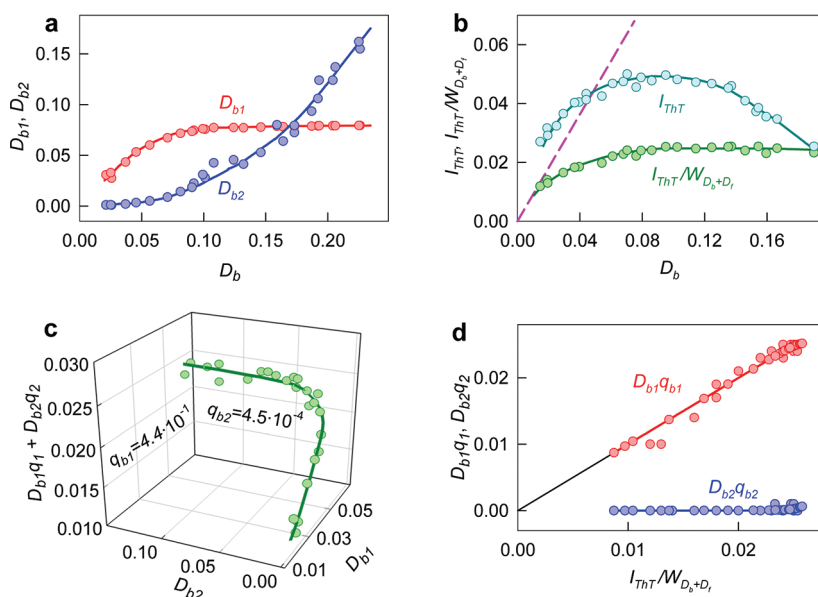 a
D_b1, D_b2
0.15
0.10
0.05
0.00
D_b1
D_b2
0.00 0.05 0.10 0.15 0.20
D_b
b
I_ThT, I_ThT/W_Db+Df
0.06
0.04
0.02
0.00
I_ThT
I_ThT/W_Db+Df
0.00 0.04 0.08 0.12 0.16
D_b
c
D_b1q_1 + D_b2q_2
0.030
0.025
0.020
0.015
0.010
q_b1=4.4·10^-1
q_b2=4.5·10^-4
0.10
0.05
0.00
D_b2
0.05
0.03
0.01
D_b1
d
D_b1q_1, D_b2q_2
0.02
0.01
0.00
D_b1q_b1
D_b2q_b2
0.00 0.01 0.02
I_ThT/W_Db+Df